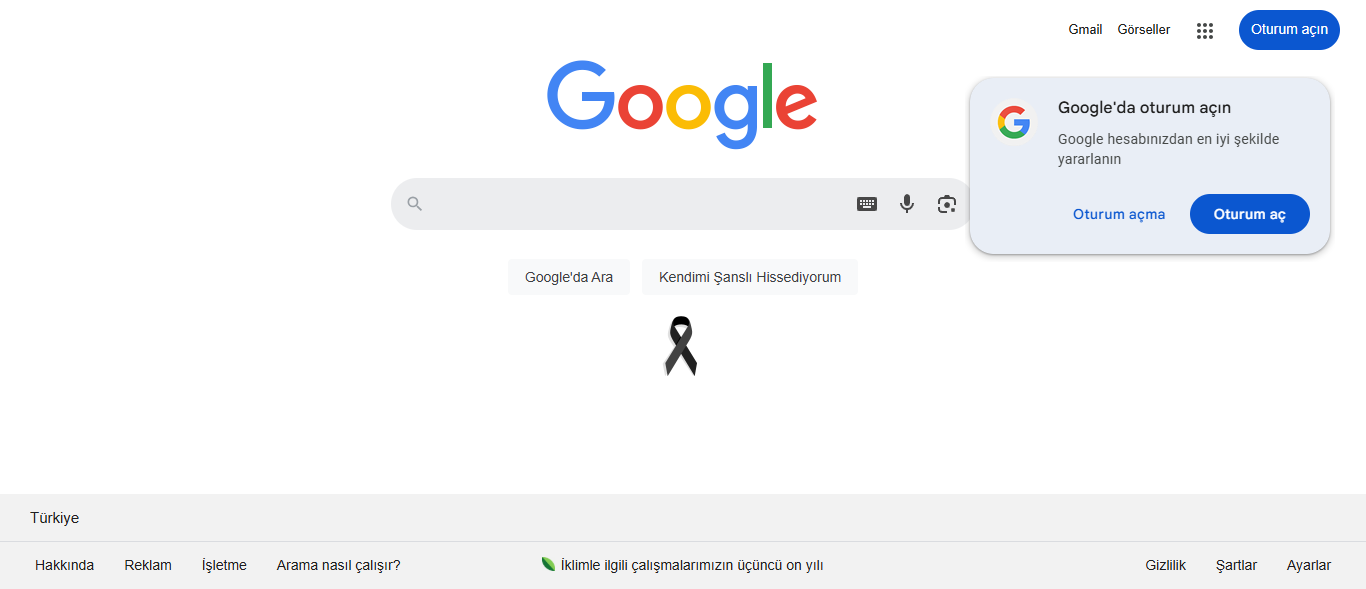 Gmail Görseller Oturum açın
Google
Google'da oturum açın
Google hesabınızdan en iyi şekilde
yararlanın
Oturum açma Oturum aç
Google'da Ara Kendimi Şanslı Hissediyorum
Türkiye
Hakkında Reklam İşletme Arama nasıl çalışır? İklimle ilgili çalışmalarımızın üçüncü on yılı Gizlilik Şartlar Ayarlar